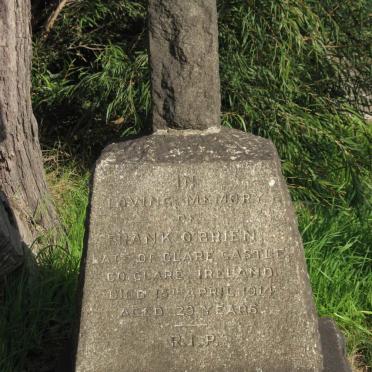 IN
LOVING MEMORY
OF
FRANK O'BRIEN
LATE OF CLARE CASTLE
CO. CLARE IRELAND
DIED 15TH APRIL
AGED 29 YEARS
R.I.P.